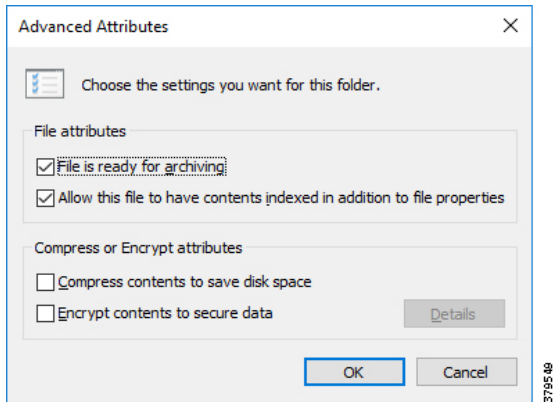 Advanced Attributes
Choose the settings you want for this folder.
File attributes
File is ready for archiving
Allow this file to have contents indexed in addition to file properties
Compress or Encrypt attributes
Compress contents to save disk space
Encrypt contents to secure data
Details
OK
Cancel
379549